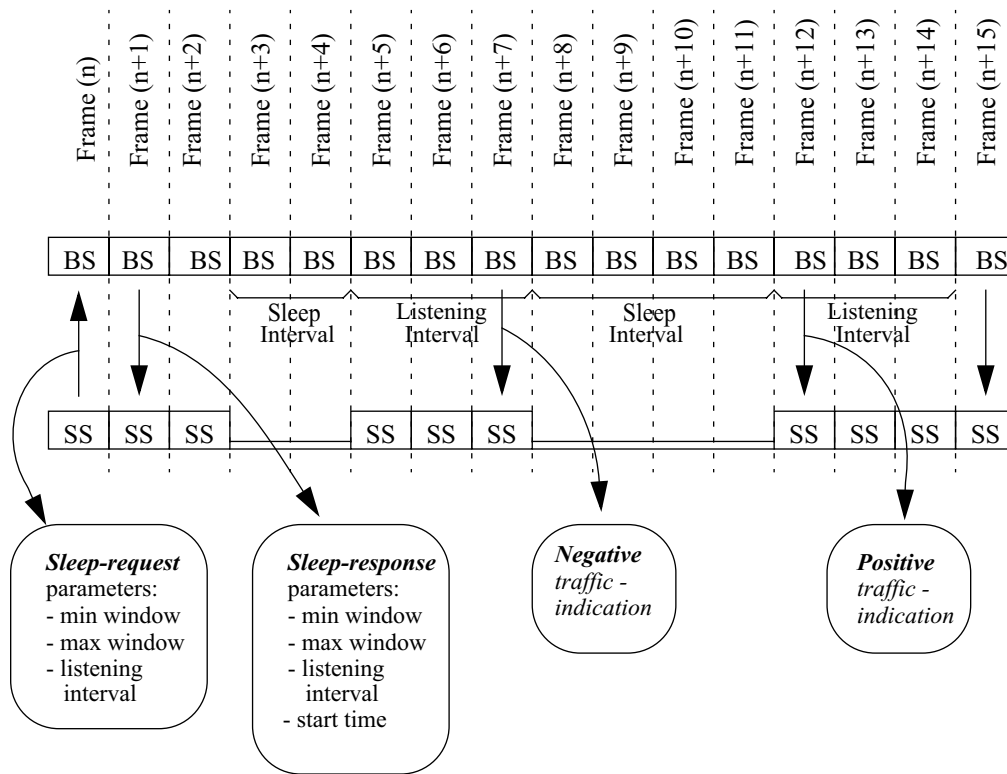 Frame (n)
Frame (n+1)
Frame (n+2)
Frame (n+3)
Frame (n+4)
Frame (n+5)
Frame (n+6)
Frame (n+7)
Frame (n+8)
Frame (n+9)
Frame (n+10)
Frame (n+11)
Frame (n+12)
Frame (n+13)
Frame (n+14)
Frame (n+15)
BS BS BS BS BS BS BS BS BS BS BS BS BS BS BS BS
Sleep
Interval
Listening
Interval
Sleep
Interval
Listening
Interval
SS SS SS SS SS SS SS SS SS SS
Sleep-request
parameters:
- min window
- max window
- listening
interval
Sleep-response
parameters:
- min window
- max window
- listening
interval
- start time
Negative
traffic -
indication
Positive
traffic -
indication